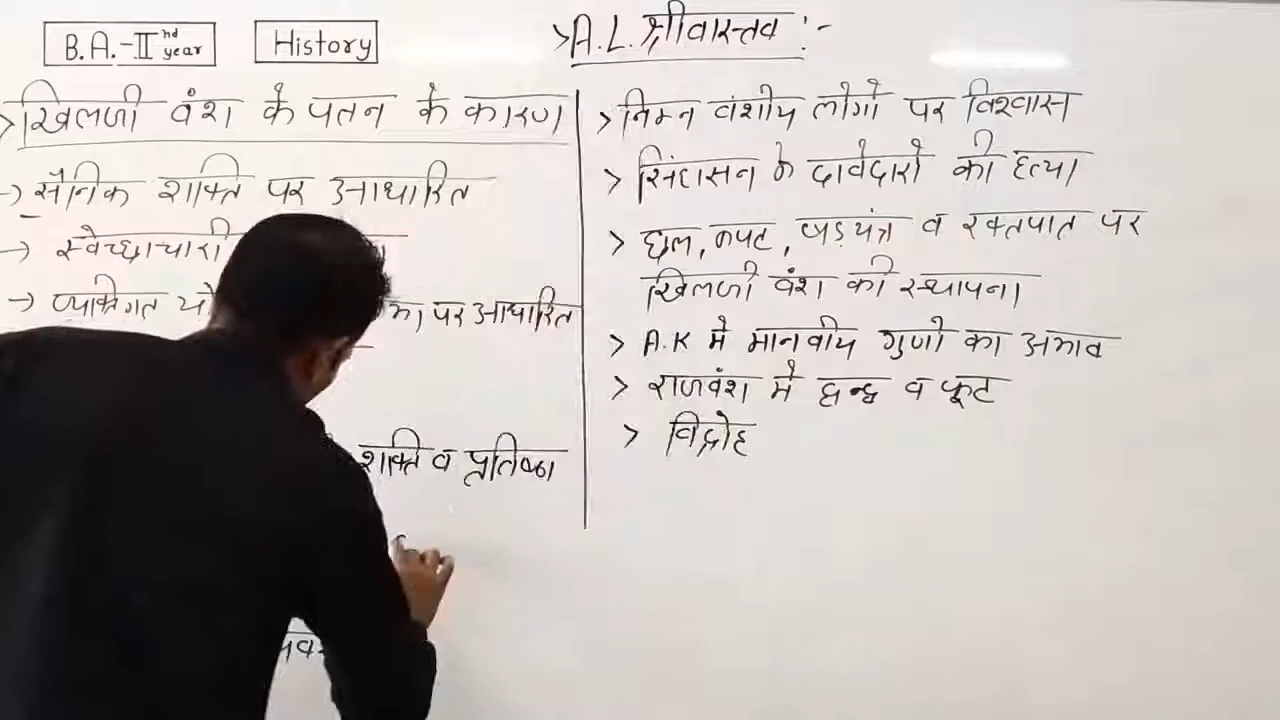 B.A.-II nd year
History
> खिलजी वंश के पतन के कारण
→ सैनिक शक्ति पर आधारित
→ स्वेच्छाचारी
→ व्यक्तिगत पर आधारित
शक्ति व प्रतिष्ठा
> A.L. श्रीवास्तव :-
> निम्न वंशीय लोगो पर विश्वास
> सिंहासन के दावेदारो की हत्या
> छल, कपट, षड़यंत्र व रक्तपात पर
खिलजी वंश की स्थापना
> A.K मे मानवीय गुणो का अभाव
> राजवंश मे द्वन्द्व व फूट
> विद्रोह